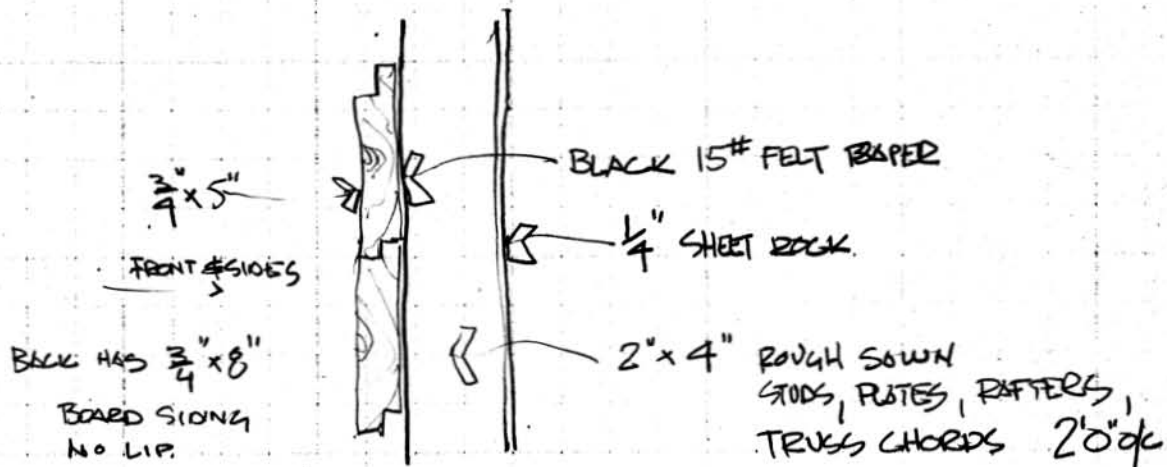 BLACK 15# FELT PAPER
3/4" x 5"
1/4" SHEET ROCK.
FRONT & SIDES
BACK HAS 3/4" x 8"
BOARD SIDING
NO LIP.
2" x 4" ROUGH SAWN
STUDS, PLATES, RAFTERS,
TRUSS CHORDS 2'0" o/c